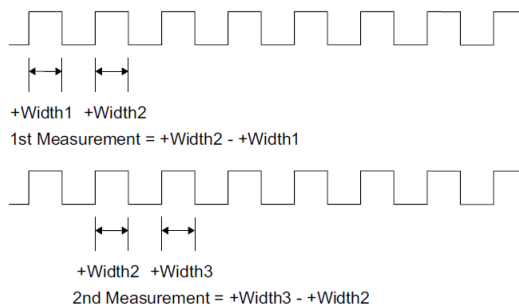 +Width1 +Width2
1st Measurement = +Width2 - +Width1
+Width2 +Width3
2nd Measurement = +Width3 - +Width2